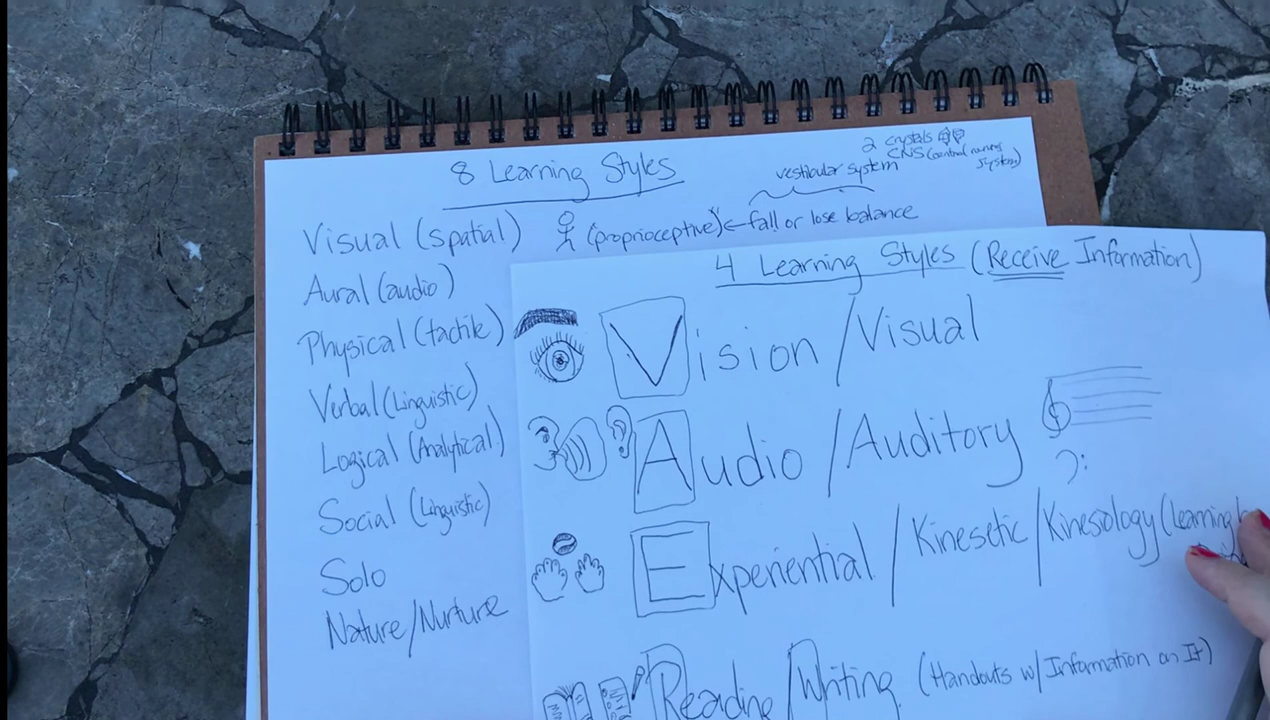 8 Learning Styles
2 crystals
CNS (central nervous system)
vestibular system
Visual (spatial) (proprioceptive) ← fall or lose balance
Aural (audio)
Physical (tactile)
Verbal (Linguistic)
Logical (Analytical)
Social (Linguistic)
Solo
Nature/Nurture
4 Learning Styles (Receive Information)
Vision / Visual
Audio / Auditory
Experiential / Kinesetic / Kinesiology (Learning
Reading / Writing (Handouts w/ Information on It)